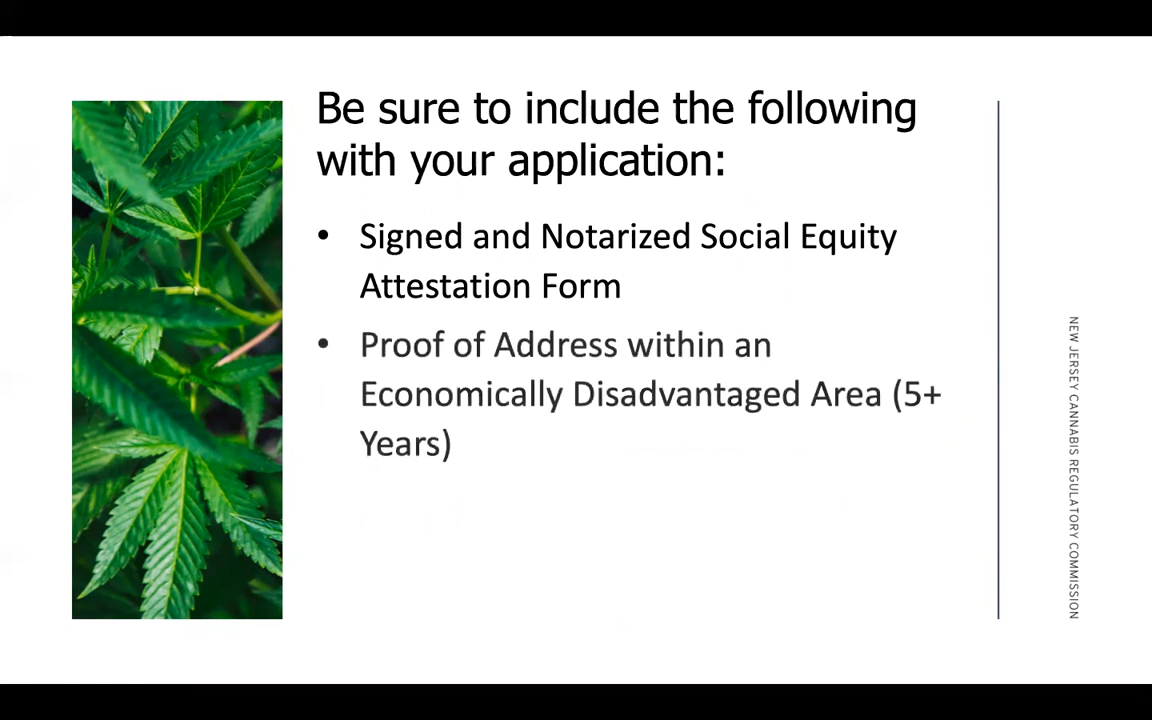 Be sure to include the following
with your application:
• Signed and Notarized Social Equity
Attestation Form
• Proof of Address within an
Economically Disadvantaged Area (5+
Years)
NEW JERSEY CANNABIS REGULATORY COMMISSION